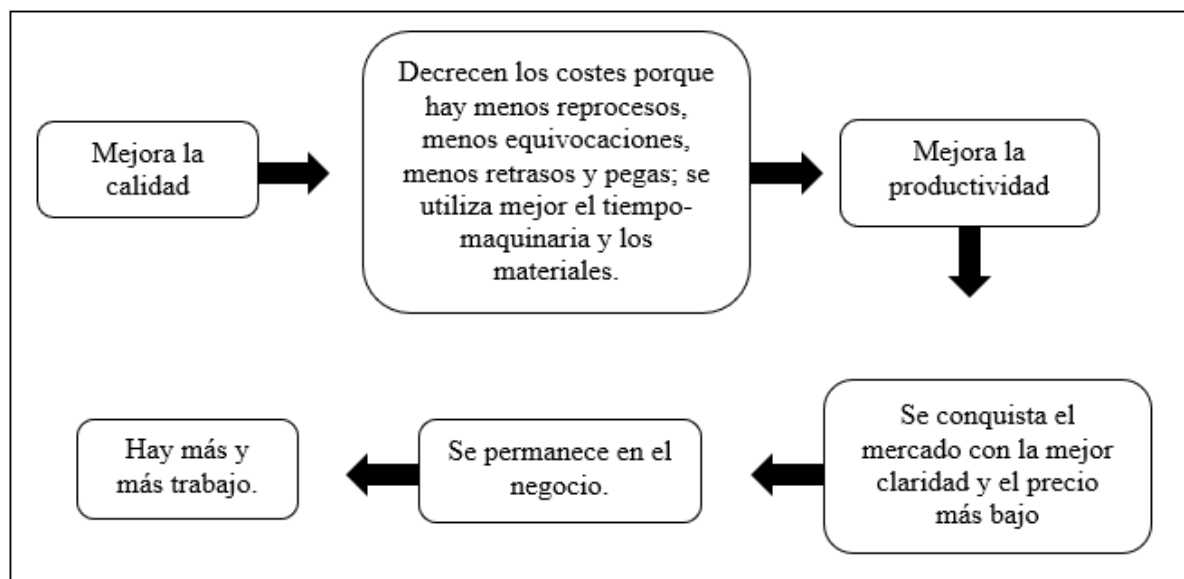 Mejora la
calidad
Decrecen los costes porque
hay menos reprocesos,
menos equivocaciones,
menos retrasos y pegas; se
utiliza mejor el tiempo-
maquinaria y los
materiales.
Mejora la
productividad
Se conquista el
mercado con la mejor
claridad y el precio
más bajo
Se permanece en el
negocio.
Hay más y
más trabajo.